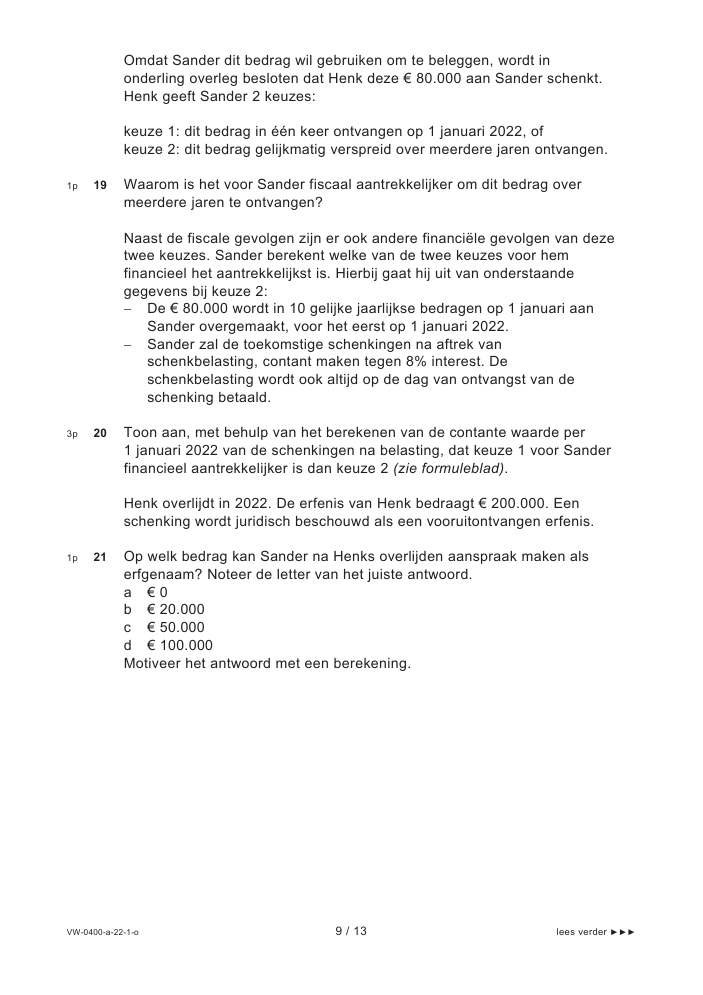 Omdat Sander dit bedrag wil gebruiken om te beleggen, wordt in
onderling overleg besloten dat Henk deze € 80.000 aan Sander schenkt.
Henk geeft Sander 2 keuzes:
keuze 1: dit bedrag in één keer ontvangen op 1 januari 2022, of
keuze 2: dit bedrag gelijkmatig verspreid over meerdere jaren ontvangen.
1p 19 Waarom is het voor Sander fiscaal aantrekkelijker om dit bedrag over
meerdere jaren te ontvangen?
Naast de fiscale gevolgen zijn er ook andere financiële gevolgen van deze
twee keuzes. Sander berekent welke van de twee keuzes voor hem
financieel het aantrekkelijkst is. Hierbij gaat hij uit van onderstaande
gegevens bij keuze 2:
− De € 80.000 wordt in 10 gelijke jaarlijkse bedragen op 1 januari aan
Sander overgemaakt, voor het eerst op 1 januari 2022.
− Sander zal de toekomstige schenkingen na aftrek van
schenkbelasting, contant maken tegen 8% interest. De
schenkbelasting wordt ook altijd op de dag van ontvangst van de
schenking betaald.
3p 20 Toon aan, met behulp van het berekenen van de contante waarde per
1 januari 2022 van de schenkingen na belasting, dat keuze 1 voor Sander
financieel aantrekkelijker is dan keuze 2 (zie formuleblad).
Henk overlijdt in 2022. De erfenis van Henk bedraagt € 200.000. Een
schenking wordt juridisch beschouwd als een vooruitontvangen erfenis.
1p 21 Op welk bedrag kan Sander na Henks overlijden aanspraak maken als
erfgenaam? Noteer de letter van het juiste antwoord.
a € 0
b € 20.000
c € 50.000
d € 100.000
Motiveer het antwoord met een berekening.
VW-0400-a-22-1-o 9 / 13 lees verder ►►►